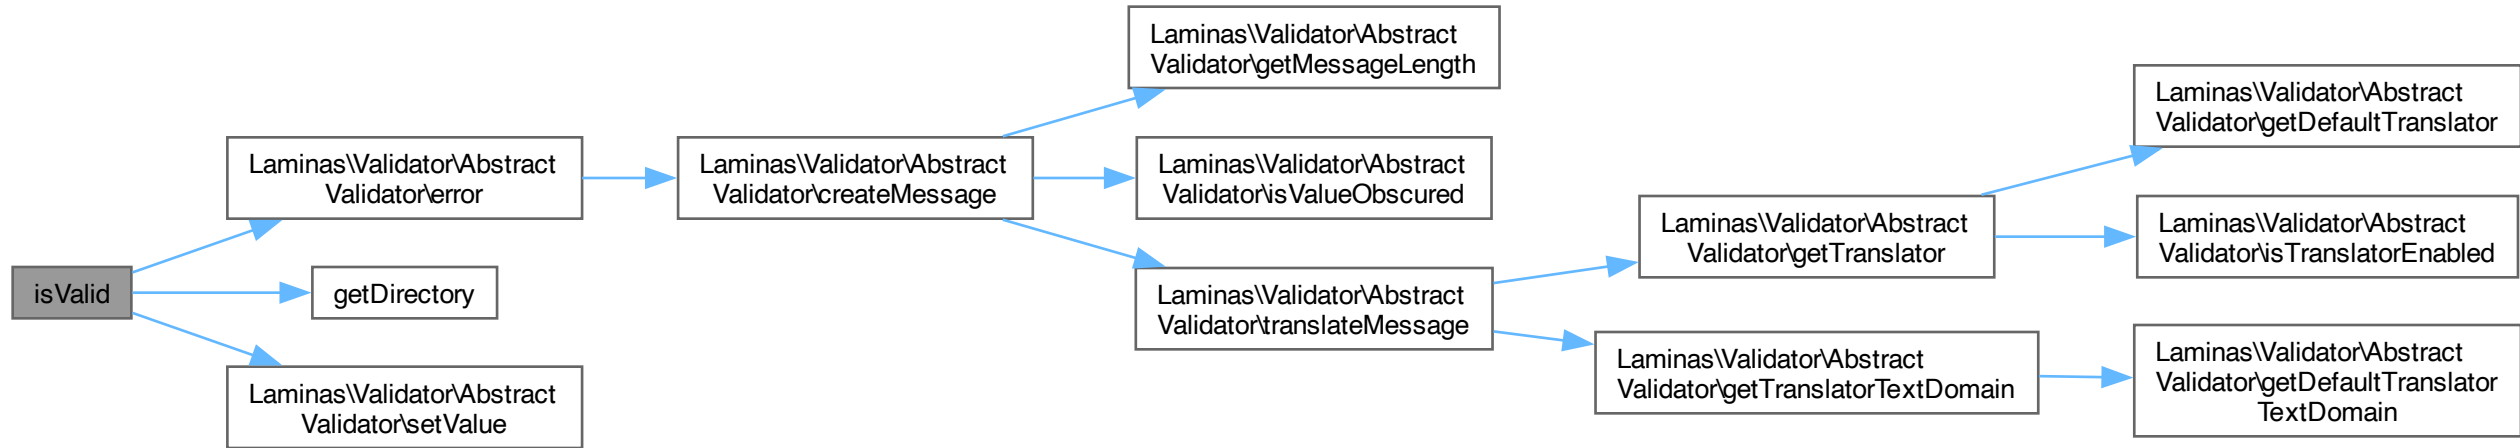 isValid
Laminas\Validator\Abstract
Validator\error
getDirectory
Laminas\Validator\Abstract
Validator\setValue
Laminas\Validator\Abstract
Validator\createMessage
Laminas\Validator\Abstract
Validator\getMessageLength
Laminas\Validator\Abstract
Validator\isValueObscured
Laminas\Validator\Abstract
Validator\translateMessage
Laminas\Validator\Abstract
Validator\getTranslator
Laminas\Validator\Abstract
Validator\getTranslatorTextDomain
Laminas\Validator\Abstract
Validator\getDefaultTranslator
Laminas\Validator\Abstract
Validator\isTranslatorEnabled
Laminas\Validator\Abstract
Validator\getDefaultTranslator
TextDomain